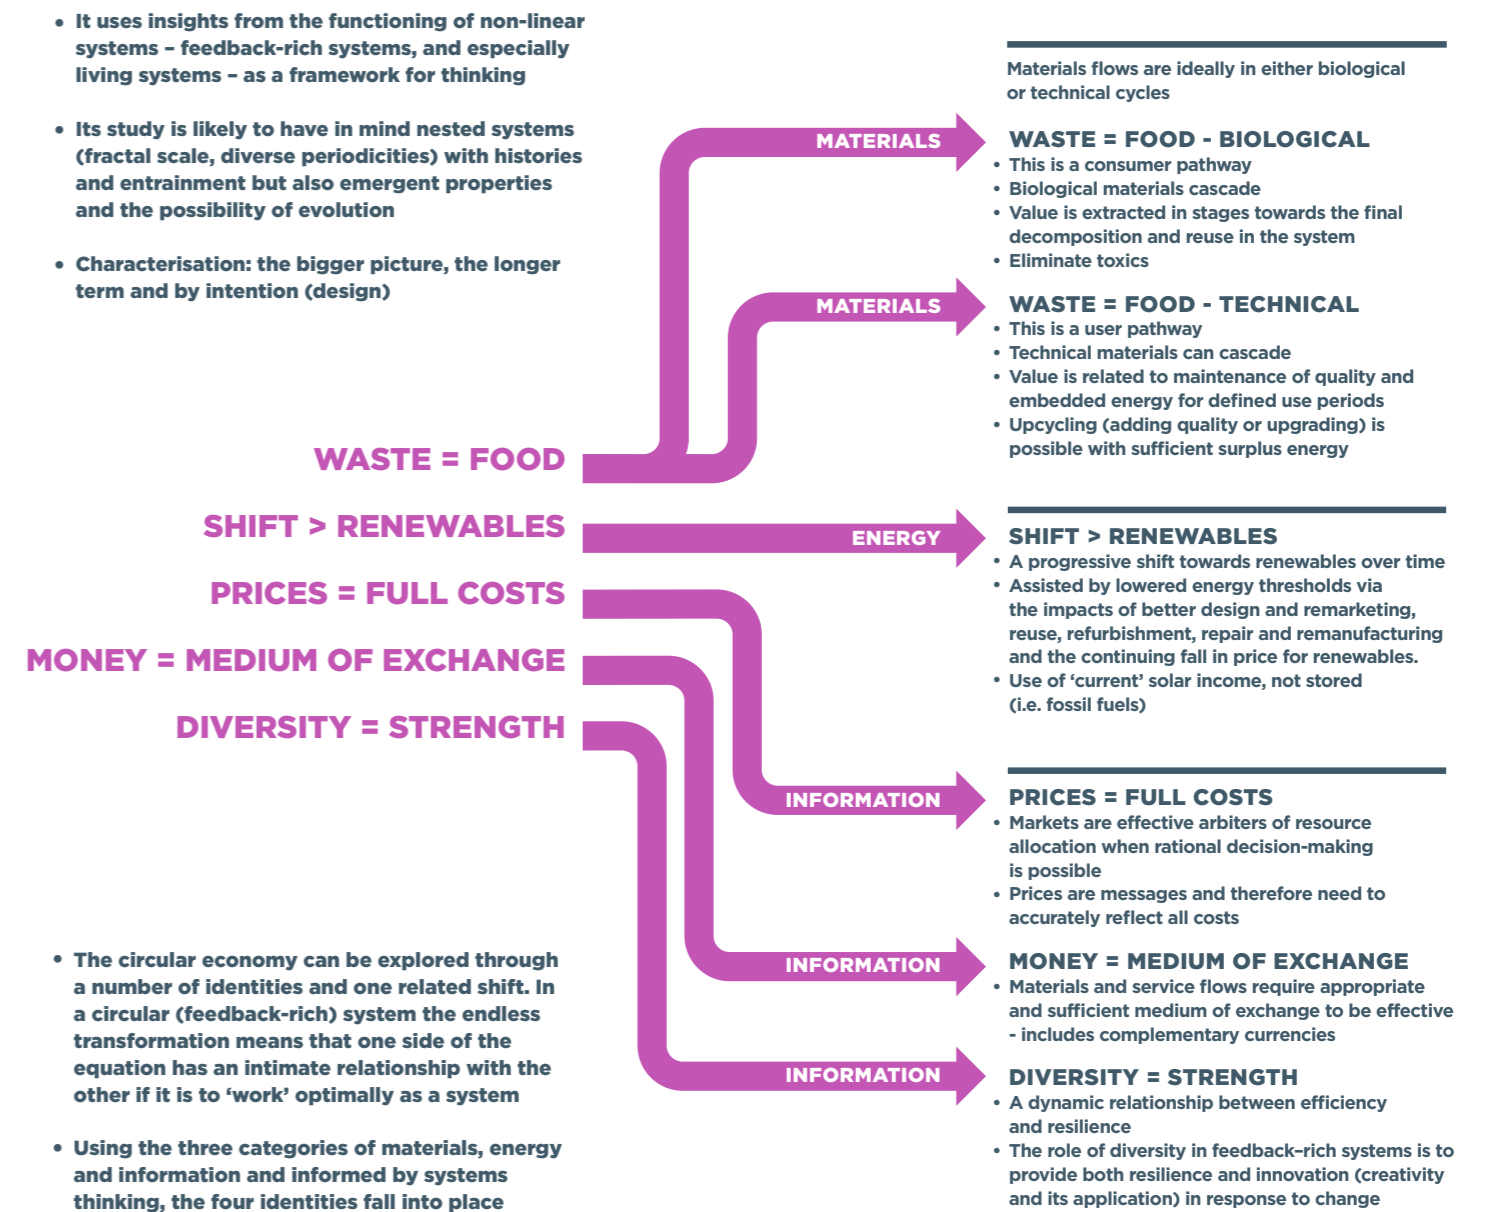 • It uses insights from the functioning of non-linear
systems – feedback-rich systems, and especially
living systems – as a framework for thinking
• Its study is likely to have in mind nested systems
(fractal scale, diverse periodicities) with histories
and entrainment but also emergent properties
and the possibility of evolution
• Characterisation: the bigger picture, the longer
term and by intention (design)
WASTE = FOOD
SHIFT > RENEWABLES
PRICES = FULL COSTS
MONEY = MEDIUM OF EXCHANGE
DIVERSITY = STRENGTH
• The circular economy can be explored through
a number of identities and one related shift. In
a circular (feedback-rich) system the endless
transformation means that one side of the
equation has an intimate relationship with the
other if it is to ‘work’ optimally as a system
• Using the three categories of materials, energy
and information and informed by systems
thinking, the four identities fall into place
Materials flows are ideally in either biological
or technical cycles
MATERIALS
WASTE = FOOD - BIOLOGICAL
• This is a consumer pathway
• Biological materials cascade
• Value is extracted in stages towards the final
decomposition and reuse in the system
• Eliminate toxics
MATERIALS
WASTE = FOOD - TECHNICAL
• This is a user pathway
• Technical materials can cascade
• Value is related to maintenance of quality and
embedded energy for defined use periods
• Upcycling (adding quality or upgrading) is
possible with sufficient surplus energy
ENERGY
SHIFT > RENEWABLES
• A progressive shift towards renewables over time
• Assisted by lowered energy thresholds via
the impacts of better design and remarketing,
reuse, refurbishment, repair and remanufacturing
and the continuing fall in price for renewables.
• Use of ‘current’ solar income, not stored
(i.e. fossil fuels)
INFORMATION
PRICES = FULL COSTS
• Markets are effective arbiters of resource
allocation when rational decision-making
is possible
• Prices are messages and therefore need to
accurately reflect all costs
INFORMATION
MONEY = MEDIUM OF EXCHANGE
• Materials and service flows require appropriate
and sufficient medium of exchange to be effective
- includes complementary currencies
INFORMATION
DIVERSITY = STRENGTH
• A dynamic relationship between efficiency
and resilience
• The role of diversity in feedback–rich systems is to
provide both resilience and innovation (creativity
and its application) in response to change